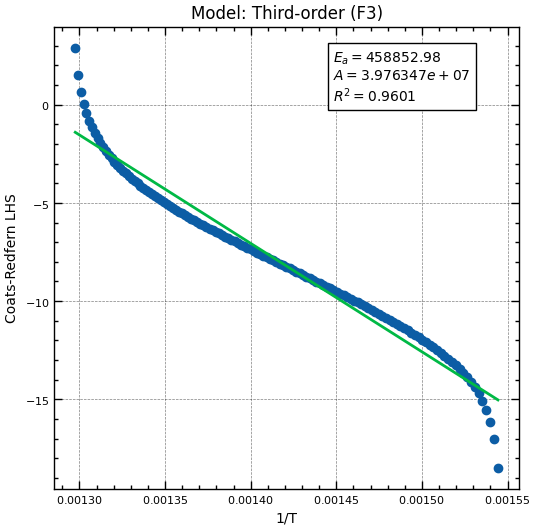 Model: Third-order (F3)
E_a = 458852.98
A = 3.976347e + 07
R² = 0.9601
0
−5
−10
−15
Coats-Redfern LHS
0.00130 0.00135 0.00140 0.00145 0.00150 0.00155
1/T